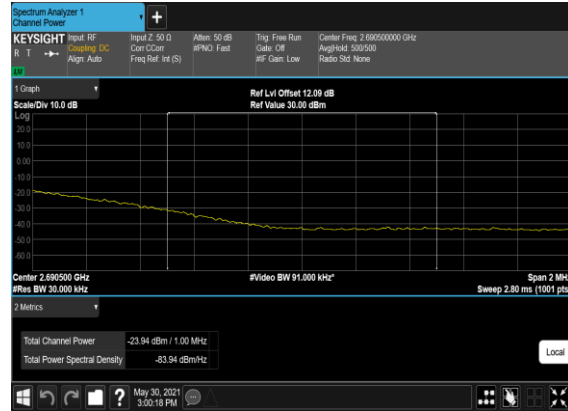 Spectrum Analyzer 1
Channel Power
KEYSIGHT Input: RF Input Z: 50 Ω Atten: 50 dB Trig: Free Run Center Freq: 2.690500000 GHz
R T Coupling: DC Corr CCorr #PNO: Fast Gate: Off Avg|Hold: 500/500
Align: Auto Freq Ref: Int (S) #IF Gain: Low Radio Std: None
LM
1 Graph Ref Lvl Offset 12.09 dB
Scale/Div 10.0 dB Ref Value 30.00 dBm
Log
20.0
10.0
0.00
-10.0
-20.0
-30.0
-40.0
-50.0
-60.0
Center 2.690500 GHz #Video BW 91.000 kHz* Span 2 MHz
#Res BW 30.000 kHz Sweep 2.80 ms (1001 pts)
2 Metrics
Total Channel Power -23.94 dBm / 1.00 MHz
Total Power Spectral Density -83.94 dBm/Hz
Local
? May 30, 2021
3:00:18 PM